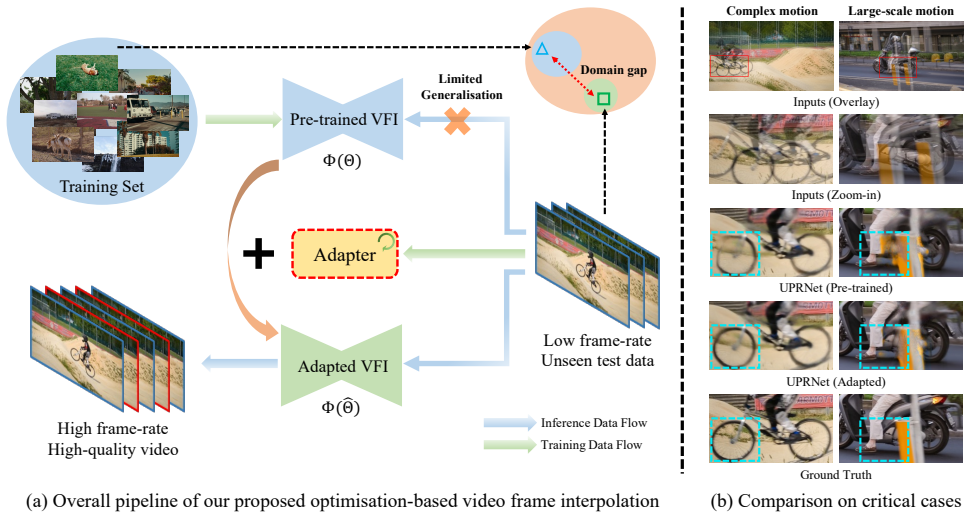 Training Set
Pre-trained VFI
Φ(Θ)
Limited
Generalisation
Domain gap
+
Adapter
Adapted VFI
Φ(Θ̂)
Low frame-rate
Unseen test data
High frame-rate
High-quality video
Inference Data Flow
Training Data Flow
(a) Overall pipeline of our proposed optimisation-based video frame interpolation
Complex motion
Large-scale motion
Inputs (Overlay)
Inputs (Zoom-in)
UPRNet (Pre-trained)
UPRNet (Adapted)
Ground Truth
(b) Comparison on critical cases